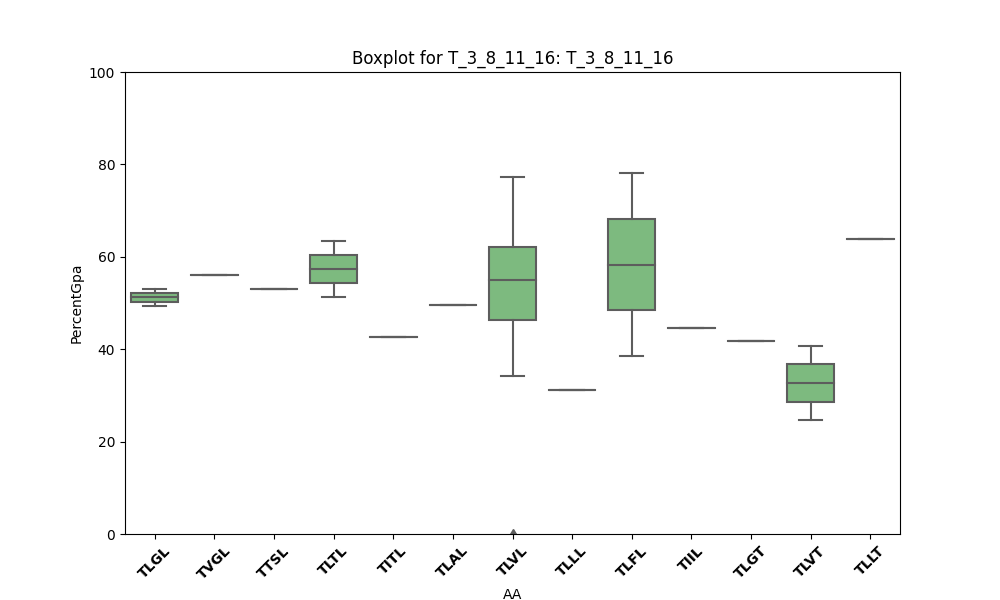 Boxplot for T_3_8_11_16: T_3_8_11_16
100
80
60
40
20
0
PercentGpa
TLGL TVGL TTSL TLTL TITL TLAL TLVL TLLL TLFL TIIL TLGT TLVT TLLT
AA